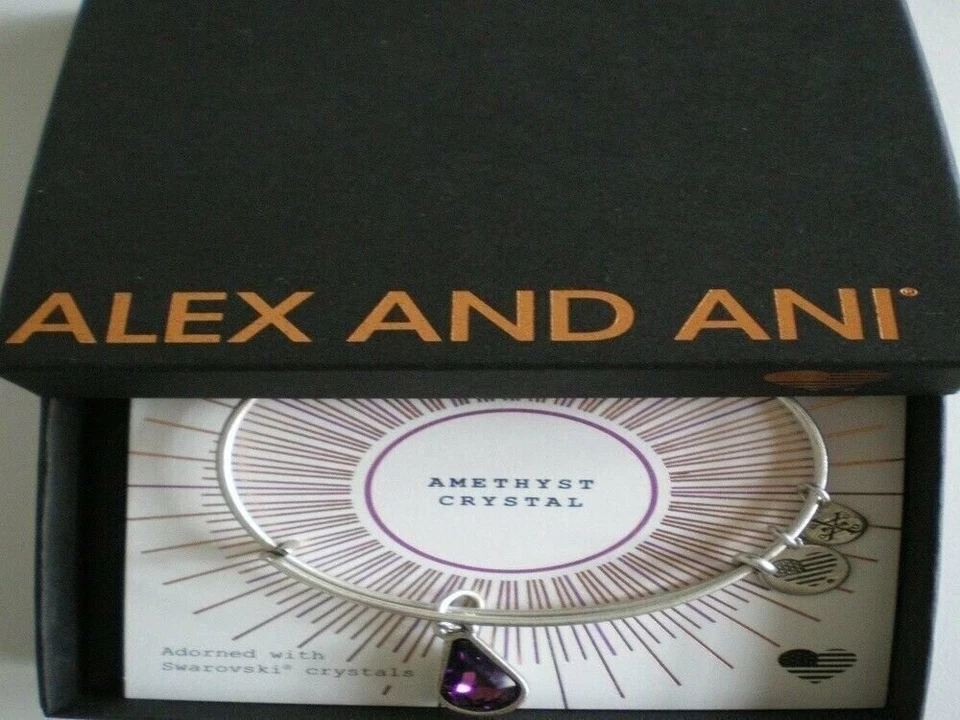 ALEX AND ANI®
AMETHYST
CRYSTAL
Adorned with
Swarovski® crystals